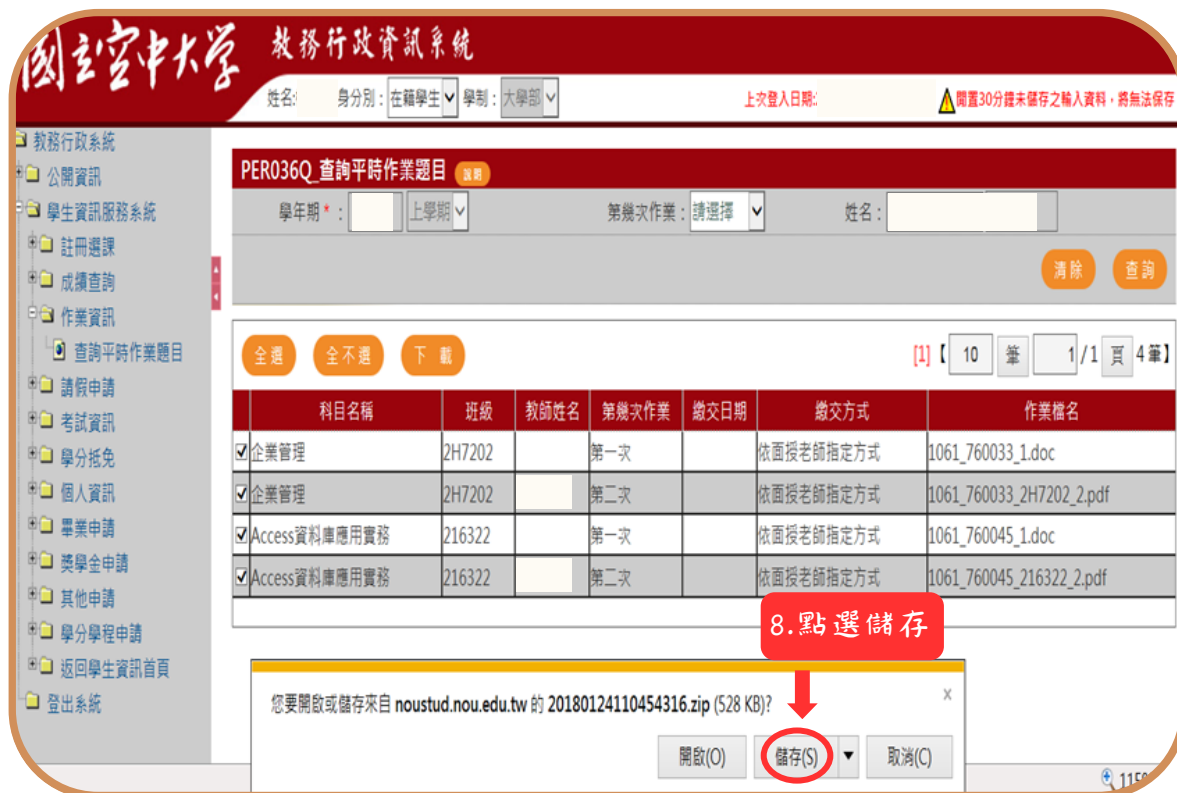 國立空中大學 教務行政資訊系統
姓名: 身分別：在籍學生 學制：大學部 上次登入日期: 閒置30分鐘未儲存之輸入資料，將無法保存
教務行政系統
公開資訊
學生資訊服務系統
註冊選課
成績查詢
作業資訊
查詢平時作業題目
請假申請
考試資訊
學分抵免
個人資訊
畢業申請
獎學金申請
其他申請
學分學程申請
返回學生資訊首頁
登出系統
PER036Q_查詢平時作業題目 說明
學年期*： 上學期 第幾次作業：請選擇 姓名：
清除 查詢
全選 全不選 下載 [1]【 10 筆 1 /1 頁 4筆】
科目名稱 班級 教師姓名 第幾次作業 繳交日期 繳交方式 作業檔名
企業管理 2H7202 第一次 依面授老師指定方式 1061_760033_1.doc
企業管理 2H7202 第二次 依面授老師指定方式 1061_760033_2H7202_2.pdf
Access資料庫應用實務 216322 第一次 依面授老師指定方式 1061_760045_1.doc
Access資料庫應用實務 216322 第二次 依面授老師指定方式 1061_760045_216322_2.pdf
8.點選儲存
您要開啟或儲存來自 noustud.nou.edu.tw 的 20180124110454316.zip (528 KB)? x
開啟(O) 儲存(S) ▼ 取消(C)